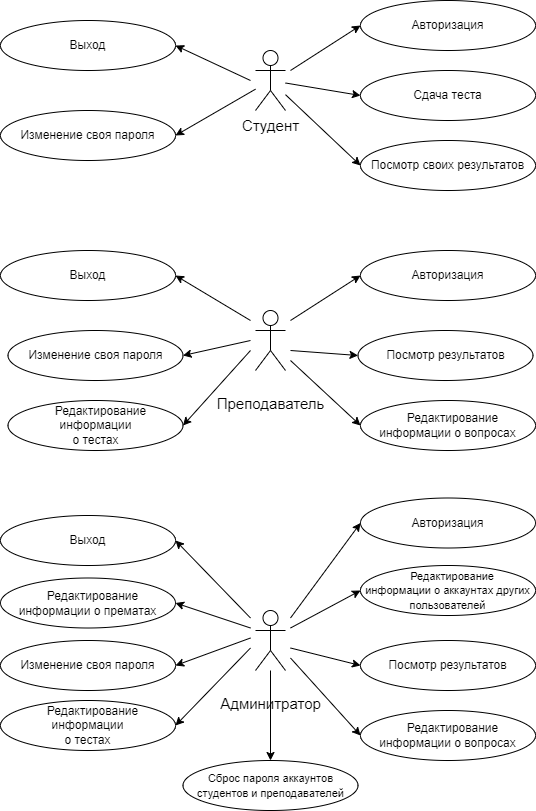 Авторизация
Выход
Сдача теста
Студент
Изменение своя пароля
Посмотр своих результатов
Выход
Авторизация
Изменение своя пароля
Посмотр результатов
Преподаватель
Редактирование
информации
о тестах
Редактирование
информации о вопросах
Авторизация
Выход
Редактирование
информации о аккаунтах других
пользователей
Редактирование
информации о прематах
Изменение своя пароля
Посмотр результатов
Админитратор
Редактирование
информации
о тестах
Редактирование
информации о вопросах
Сброс пароля аккаунтов
студентов и преподавателей